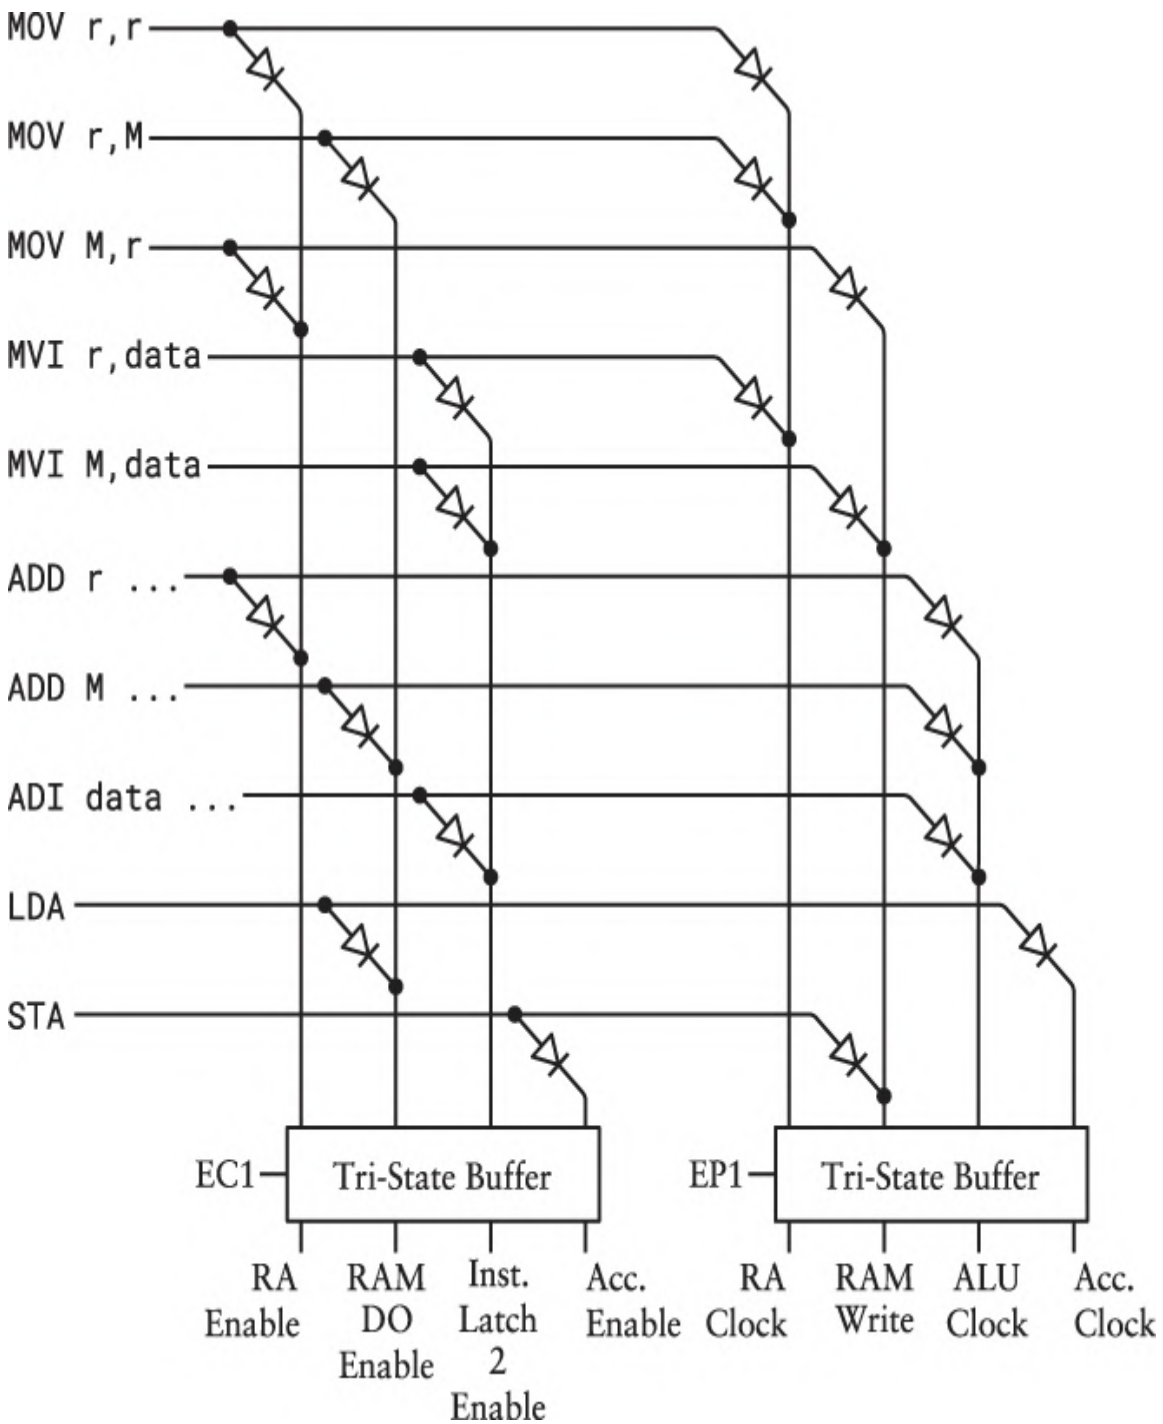 MOV r,r
MOV r,M
MOV M,r
MVI r,data
MVI M,data
ADD r ...
ADD M ...
ADI data ...
LDA
STA
EC1
Tri-State Buffer
EP1
Tri-State Buffer
RA
Enable
RAM
DO
Enable
Inst.
Latch
2
Enable
Acc.
Enable
RA
Clock
RAM
Write
ALU
Clock
Acc.
Clock